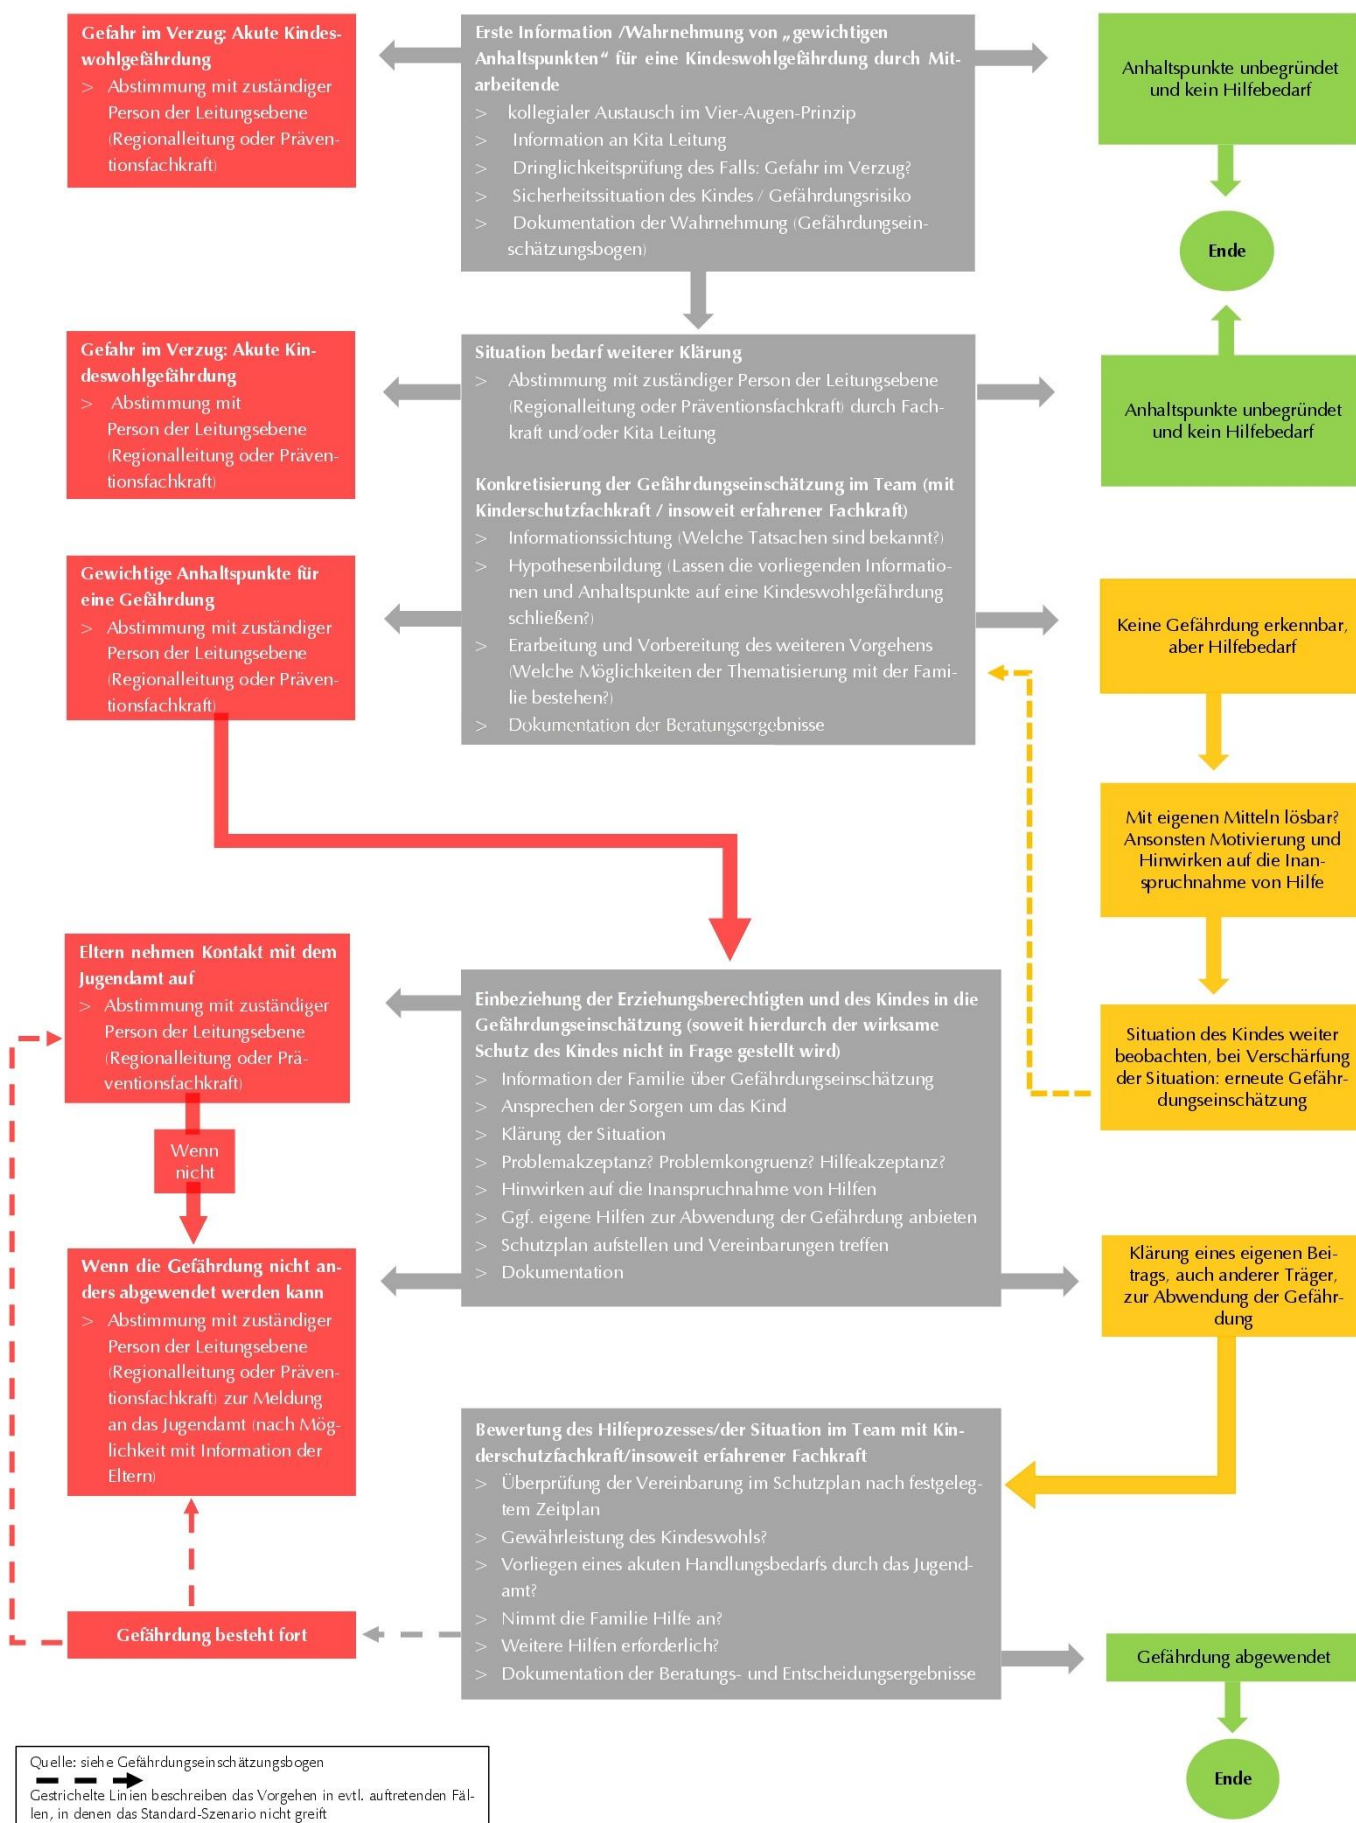 Gefahr im Verzug: Akute Kindes-
wohlgefährdung
> Abstimmung mit zuständiger
Person der Leitungsebene
(Regionalleitung oder Präven-
tionsfachkraft)
Erste Information /Wahrnehmung von „gewichtigen
Anhaltspunkten“ für eine Kindeswohlgefährdung durch Mit-
arbeitende
> kollegialer Austausch im Vier-Augen-Prinzip
> Information an Kita Leitung
> Dringlichkeitsprüfung des Falls: Gefahr im Verzug?
> Sicherheitssituation des Kindes / Gefährdungsrisiko
> Dokumentation der Wahrnehmung (Gefährdungsein-
schätzungsbogen)
Anhaltspunkte unbegründet
und kein Hilfebedarf
Ende
Gefahr im Verzug: Akute Kin-
deswohlgefährdung
> Abstimmung mit
Person der Leitungsebene
(Regionalleitung oder Präven-
tionsfachkraft)
Situation bedarf weiterer Klärung
> Abstimmung mit zuständiger Person der Leitungsebene
(Regionalleitung oder Präventionsfachkraft) durch Fach-
kraft und/oder Kita Leitung
Konkretisierung der Gefährdungseinschätzung im Team (mit
Kinderschutzfachkraft / insoweit erfahrener Fachkraft)
> Informationssichtung (Welche Tatsachen sind bekannt?)
> Hypothesenbildung (Lassen die vorliegenden Informatio-
nen und Anhaltspunkte auf eine Kindeswohlgefährdung
schließen?)
> Erarbeitung und Vorbereitung des weiteren Vorgehens
(Welche Möglichkeiten der Thematisierung mit der Fami-
lie bestehen?)
> Dokumentation der Beratungsergebnisse
Anhaltspunkte unbegründet
und kein Hilfebedarf
Gewichtige Anhaltspunkte für
eine Gefährdung
> Abstimmung mit zuständiger
Person der Leitungsebene
(Regionalleitung oder Präven-
tionsfachkraft)
Keine Gefährdung erkennbar,
aber Hilfebedarf
Mit eigenen Mitteln lösbar?
Ansonsten Motivierung und
Hinwirken auf die Inan-
spruchnahme von Hilfe
Situation des Kindes weiter
beobachten, bei Verschärfung
der Situation: erneute Gefähr-
dungseinschätzung
Eltern nehmen Kontakt mit dem
Jugendamt auf
> Abstimmung mit zuständiger
Person der Leitungsebene
(Regionalleitung oder Prä-
ventionsfachkraft)
Wenn
nicht
Einbeziehung der Erziehungsberechtigten und des Kindes in die
Gefährdungseinschätzung (soweit hierdurch der wirksame
Schutz des Kindes nicht in Frage gestellt wird)
> Information der Familie über Gefährdungseinschätzung
> Ansprechen der Sorgen um das Kind
> Klärung der Situation
> Problemakzeptanz? Problemkongruenz? Hilfeakzeptanz?
> Hinwirken auf die Inanspruchnahme von Hilfen
> Ggf. eigene Hilfen zur Abwendung der Gefährdung anbieten
> Schutzplan aufstellen und Vereinbarungen treffen
> Dokumentation
Wenn die Gefährdung nicht an-
ders abgewendet werden kann
> Abstimmung mit zuständiger
Person der Leitungsebene
(Regionalleitung oder Präven-
tionsfachkraft) zur Meldung
an das Jugendamt (nach Mög-
lichkeit mit Information der
Eltern)
Klärung eines eigenen Bei-
trags, auch anderer Träger,
zur Abwendung der Gefähr-
dung
Bewertung des Hilfeprozesses/der Situation im Team mit Kin-
derschutzfachkraft/insoweit erfahrener Fachkraft
> Überprüfung der Vereinbarung im Schutzplan nach festgeleg-
tem Zeitplan
> Gewährleistung des Kindeswohls?
> Vorliegen eines akuten Handlungsbedarfs durch das Jugend-
amt?
> Nimmt die Familie Hilfe an?
> Weitere Hilfen erforderlich?
> Dokumentation der Beratungs- und Entscheidungsergebnisse
Gefährdung besteht fort
Gefährdung abgewendet
Ende
Quelle: siehe Gefährdungseinschätzungsbogen
Gestrichelte Linien beschreiben das Vorgehen in evtl. auftretenden Fäl-
len, in denen das Standard-Szenario nicht greift